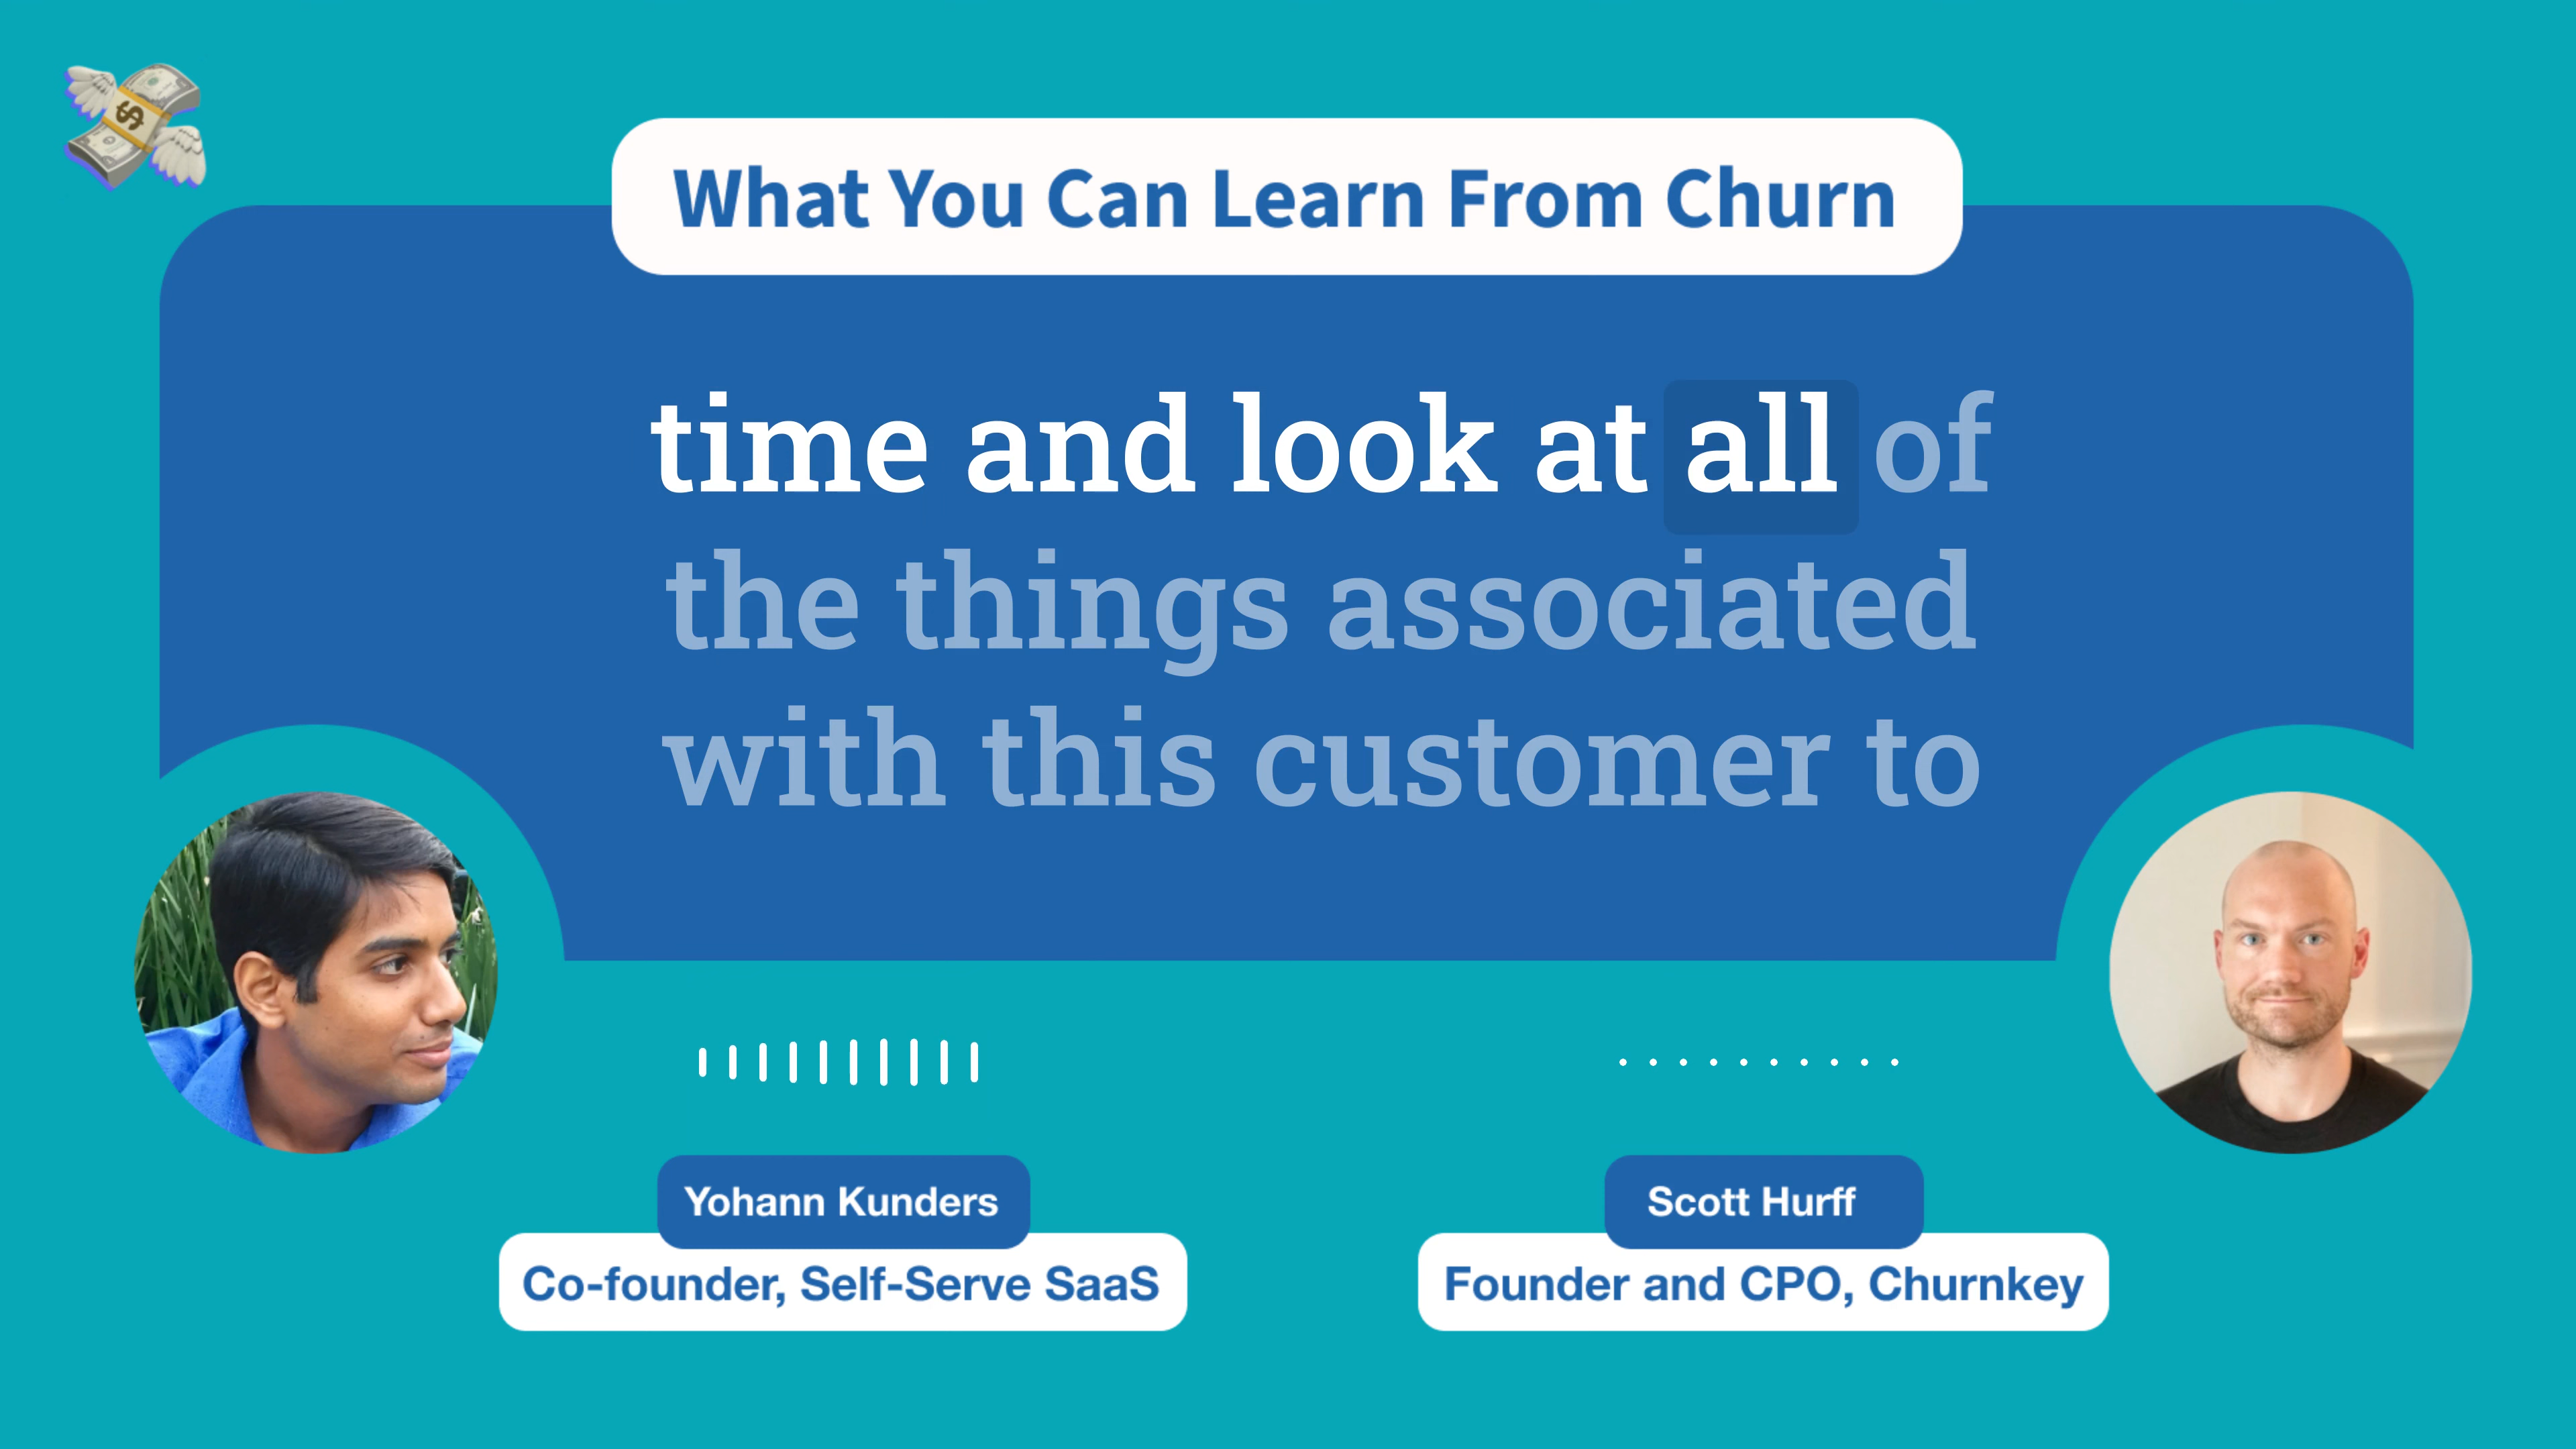 What You Can Learn From Churn
time and look at all of
the things associated
with this customer to
Yohann Kunders
Co-founder, Self-Serve SaaS
Scott Hurff
Founder and CPO, Churnkey